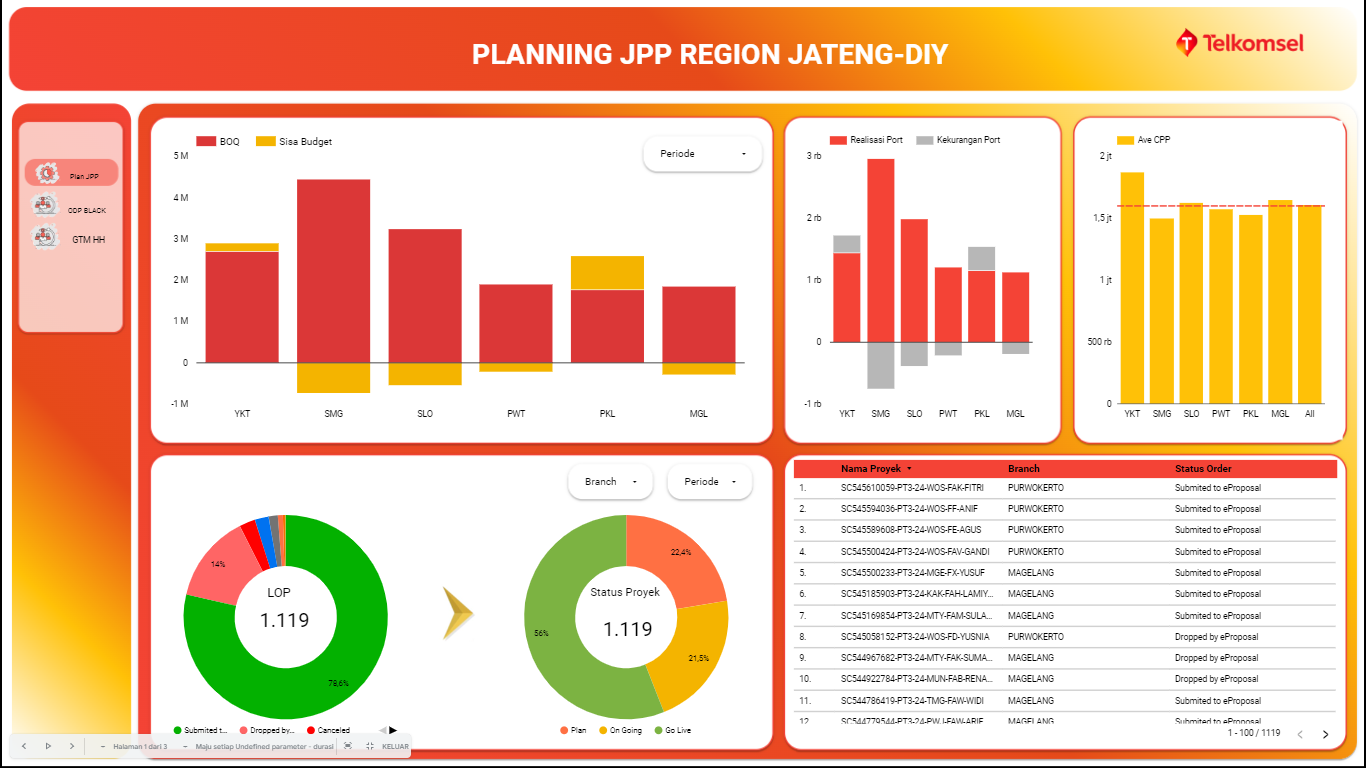 PLANNING JPP REGION JATENG-DIY
Telkomsel
Plan JPP
ODP BLACK
GTM HH
BOQ
Sisa Budget
Periode
5 M
4 M
3 M
2 M
1 M
0
-1 M
YKT SMG SLO PWT PKL MGL
Realisasi Port
Kekurangan Port
3 rb
2 rb
1 rb
0
-1 rb
YKT SMG SLO PWT PKL MGL
Ave CPP
2 jt
1,5 jt
1 jt
500 rb
0
YKT SMG SLO PWT PKL MGL All
Branch
Periode
14%
78,6%
LOP
1.119
Submited t...
Dropped by...
Canceled
22,4%
21,5%
56%
Status Proyek
1.119
Plan
On Going
Go Live
Nama Proyek Branch Status Order
1. SC545610059-PT3-24-WOS-FAK-FITRI PURWOKERTO Submited to eProposal
2. SC545594036-PT3-24-WOS-FF-ANIF PURWOKERTO Submited to eProposal
3. SC545589608-PT3-24-WOS-FE-AGUS PURWOKERTO Submited to eProposal
4. SC545500424-PT3-24-WOS-FAV-GANDI PURWOKERTO Submited to eProposal
5. SC545500233-PT3-24-MGE-FX-YUSUF MAGELANG Submited to eProposal
6. SC545185903-PT3-24-KAK-FAH-LAMIY... MAGELANG Submited to eProposal
7. SC545169854-PT3-24-MTY-FAM-SULA... MAGELANG Submited to eProposal
8. SC545058152-PT3-24-WOS-FD-YUSNIA PURWOKERTO Dropped by eProposal
9. SC544967682-PT3-24-MTY-FAK-SUMA... MAGELANG Dropped by eProposal
10. SC544922784-PT3-24-MUN-FAB-RENA... MAGELANG Dropped by eProposal
11. SC544786419-PT3-24-TMG-FAW-WIDI MAGELANG Submited to eProposal
12. SC544779544-PT3-24-PWJ-FAW-ARIF MAGELANG Submited to eProposal
1 - 100 / 1119
Halaman 1 dari 3
Maju setiap Undefined parameter - durasi
KELUAR